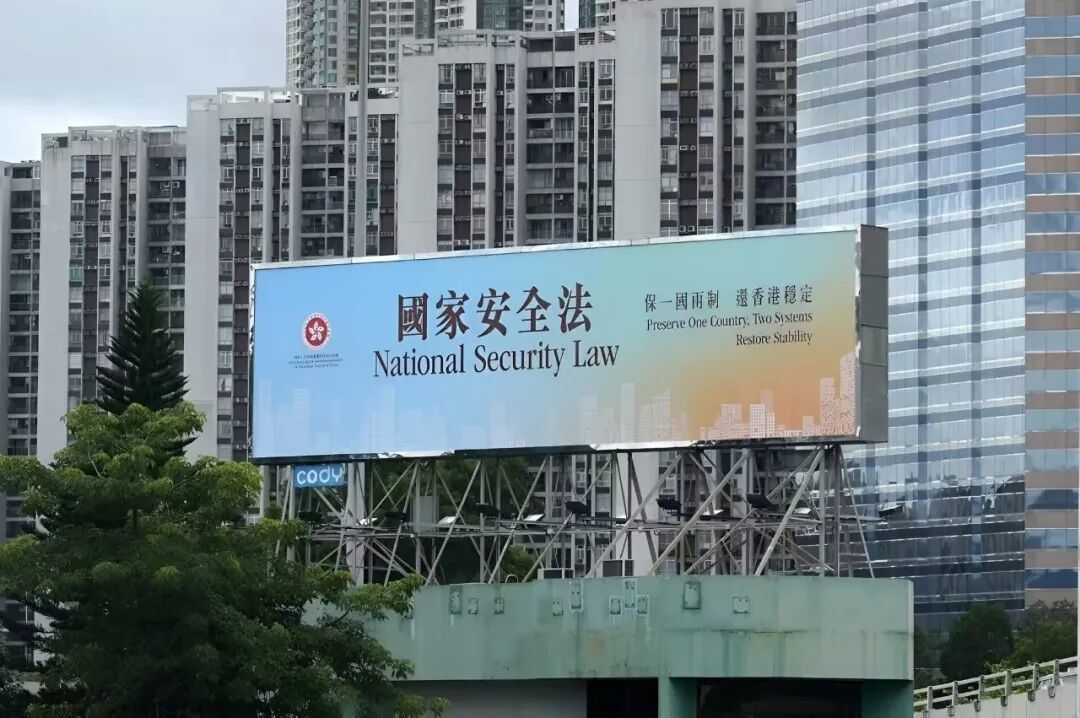 國家安全法
National Security Law
保一國兩制　還香港穩定
Preserve One Country, Two Systems
Restore Stability
cody